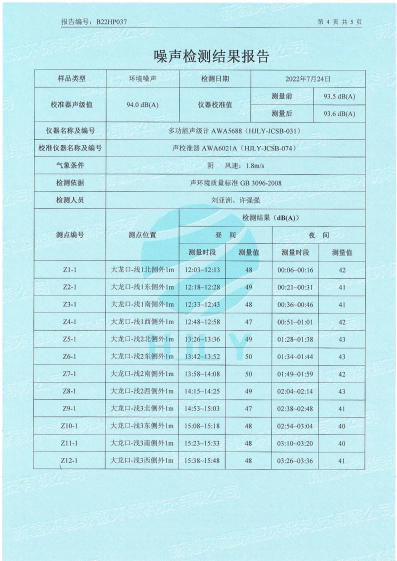 报告编号：B22HP037 第 4 页 共 5 页
噪声检测结果报告
样品类型 环境噪声 检测日期 2022年7月24日
校准器声级值 94.0 dB(A) 仪器校准值 测量前 93.5 dB(A)
测量后 93.6 dB(A)
仪器名称及编号 多功能声级计 AWA5688（HJLY-JCSB-031）
校准仪器名称及编号 声校准器 AWA6021A（HJLY-JCSB-074）
气象条件 阴 风速：1.8m/s
检测依据 声环境质量标准 GB 3096-2008
检测人员 刘亚洲、许强强
测点编号 测点位置 检测结果（dB(A)）
昼 间 夜 间
测量时段 测量值 测量时段 测量值
Z1-1 大龙口-浅1北侧外1m 12:03~12:13 48 00:06~00:16 42
Z2-1 大龙口-浅1东侧外1m 12:18~12:28 49 00:21~00:31 41
Z3-1 大龙口-浅1南侧外1m 12:33~12:43 48 00:36~00:46 41
Z4-1 大龙口-浅1西侧外1m 12:48~12:58 47 00:51~01:01 42
Z5-1 大龙口-浅2北侧外1m 13:26~13:36 49 01:28~01:38 43
Z6-1 大龙口-浅2东侧外1m 13:42~13:52 50 01:34~01:44 43
Z7-1 大龙口-浅2南侧外1m 13:58~14:08 50 01:49~01:59 42
Z8-1 大龙口-浅2西侧外1m 14:15~14:25 49 02:04~02:14 43
Z9-1 大龙口-浅3北侧外1m 14:53~15:03 47 02:38~02:48 41
Z10-1 大龙口-浅3东侧外1m 15:08~15:18 48 02:54~03:04 40
Z11-1 大龙口-浅3南侧外1m 15:23~15:33 48 03:10~03:20 40
Z12-1 大龙口-浅3西侧外1m 15:38~15:48 48 03:26~03:36 41
HJLY